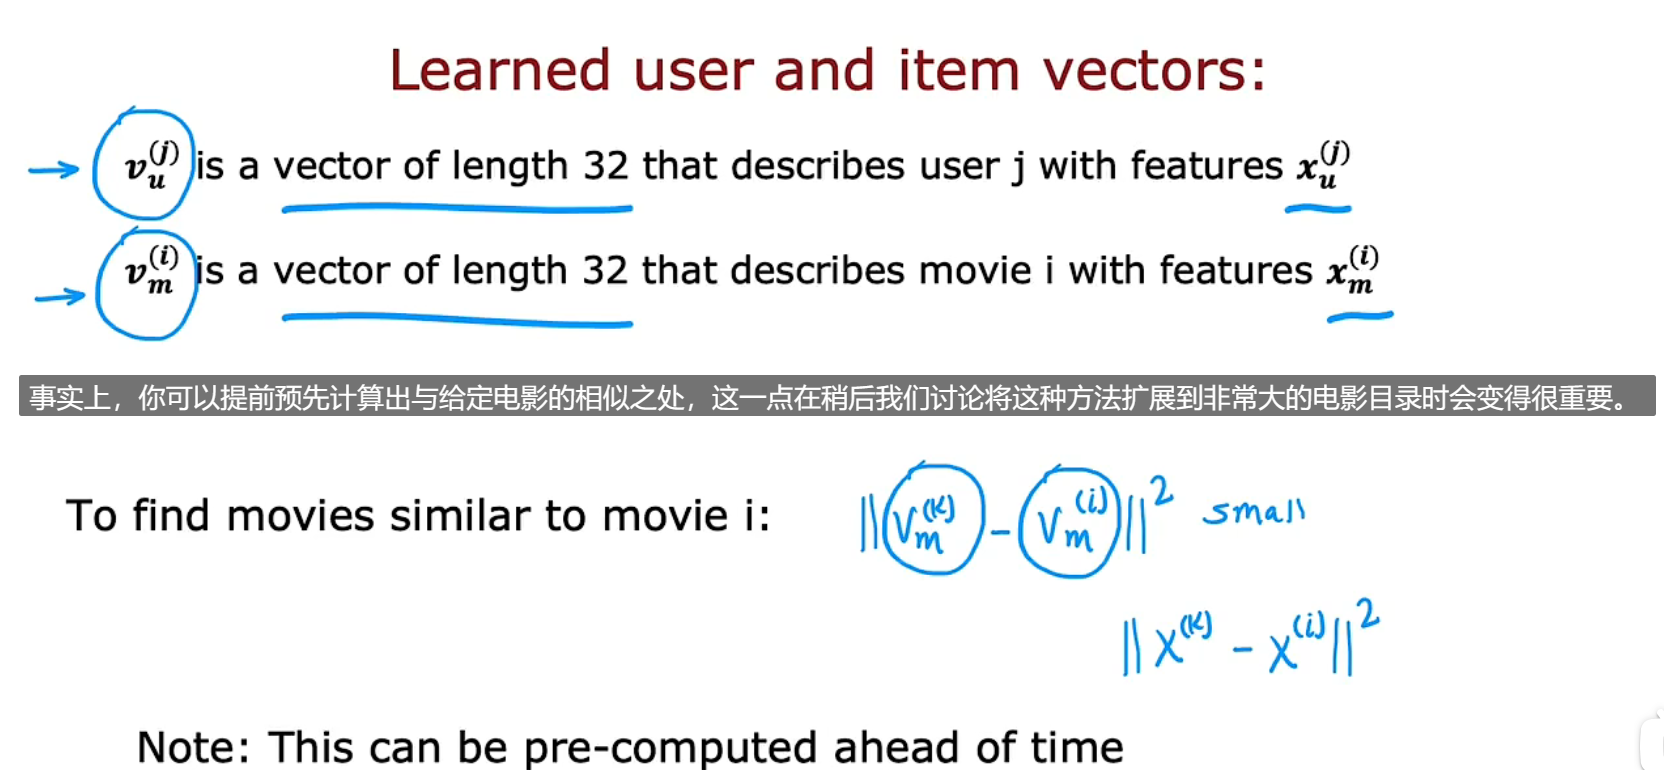 Learned user and item vectors:
v_u^(j) is a vector of length 32 that describes user j with features x_u^(j)
v_m^(i) is a vector of length 32 that describes movie i with features x_m^(i)
事实上，你可以提前预先计算出与给定电影的相似之处，这一点在稍后我们讨论将这种方法扩展到非常大的电影目录时会变得很重要。
To find movies similar to movie i: ||v_m^(k) - v_m^(i)||^2 small
||x^(k) - x^(i)||^2
Note: This can be pre-computed ahead of time